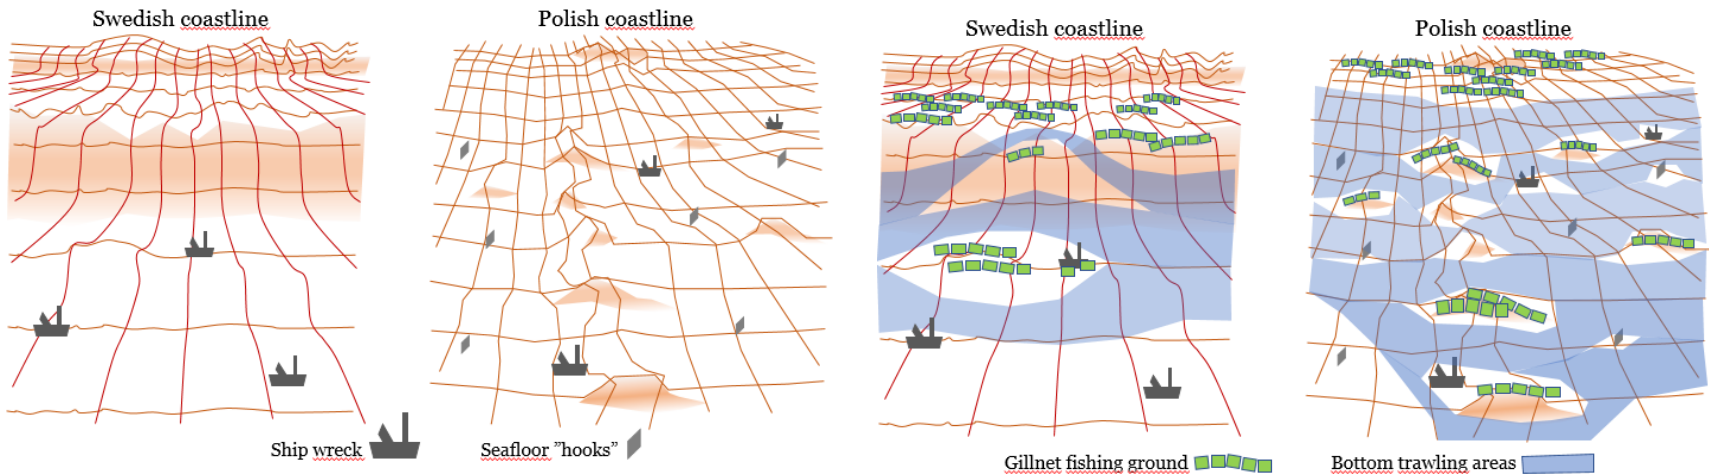 Swedish coastline
Polish coastline
Swedish coastline
Polish coastline
Ship wreck
Seafloor ”hooks”
Gillnet fishing ground
Bottom trawling areas